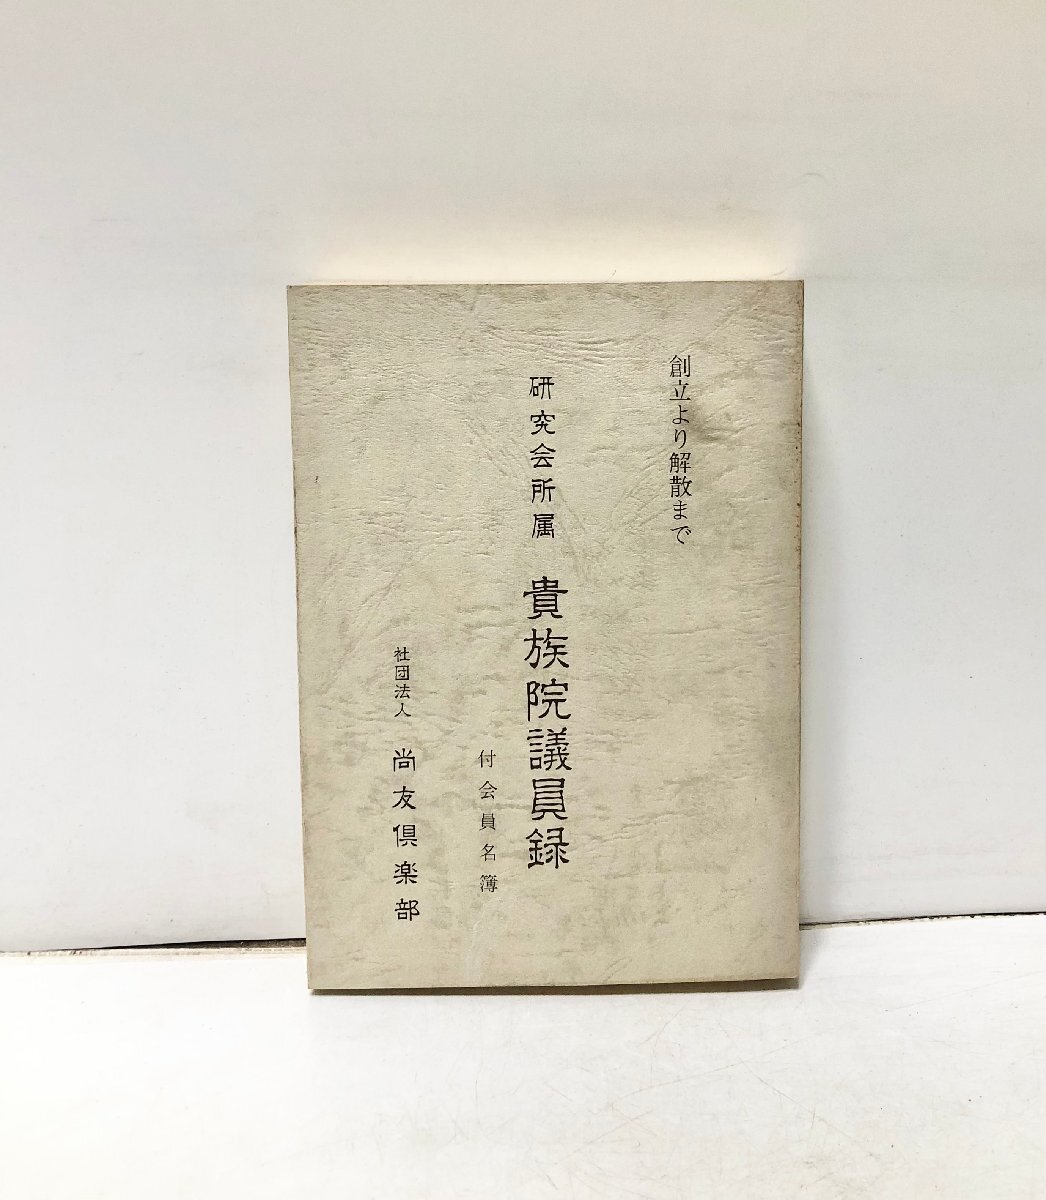 創立より解散まで
研究会所属 貴族院議員録
付会員名簿
社団法人 尚友倶楽部